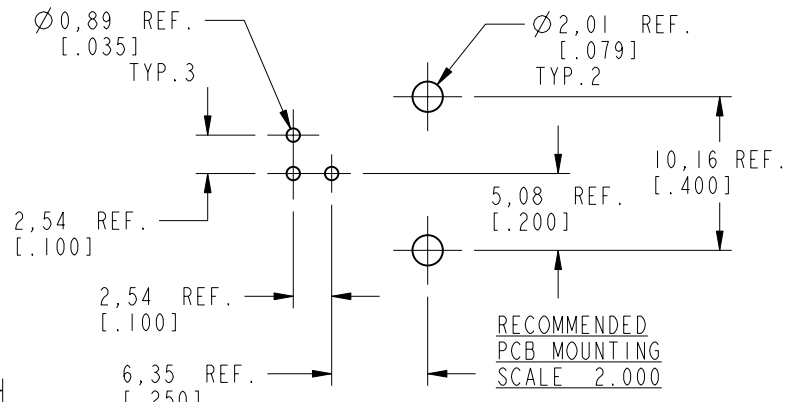 Ø0,89 REF.
[.035]
TYP.3
Ø2,01 REF.
[.079]
TYP.2
10,16 REF.
[.400]
5,08 REF.
[.200]
2,54 REF.
[.100]
2,54 REF.
[.100]
RECOMMENDED
PCB MOUNTING
SCALE 2.000
6,35 REF.
[.250]